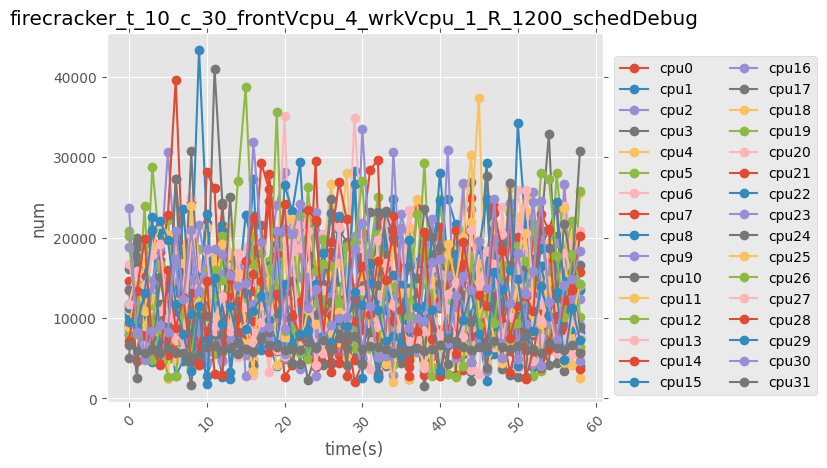 firecracker_t_10_c_30_frontVcpu_4_wrkVcpu_1_R_1200_schedDebug
40000
30000
20000
10000
0
num
0
10
20
30
40
50
60
time(s)
cpu0
cpu1
cpu2
cpu3
cpu4
cpu5
cpu6
cpu7
cpu8
cpu9
cpu10
cpu11
cpu12
cpu13
cpu14
cpu15
cpu16
cpu17
cpu18
cpu19
cpu20
cpu21
cpu22
cpu23
cpu24
cpu25
cpu26
cpu27
cpu28
cpu29
cpu30
cpu31